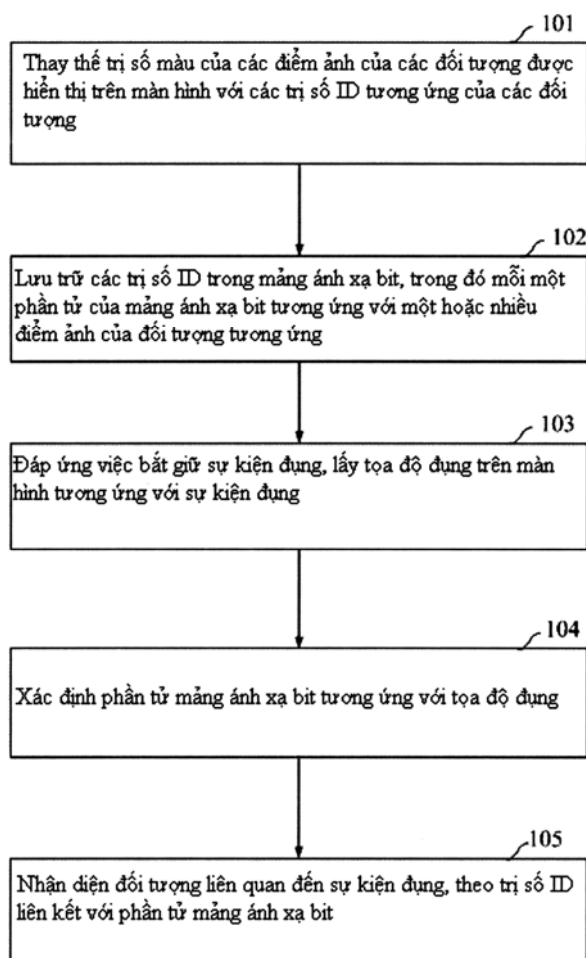 101
Thay thế trị số màu của các điểm ảnh của các đối tượng được
hiển thị trên màn hình với các trị số ID tương ứng của các đối
tượng
102
Lưu trữ các trị số ID trong mảng ánh xạ bit, trong đó mỗi một
phần tử của mảng ánh xạ bit tương ứng với một hoặc nhiều
điểm ảnh của đối tượng tương ứng
103
Đáp ứng việc bắt giữ sự kiện đụng, lấy tọa độ đụng trên màn
hình tương ứng với sự kiện đụng
104
Xác định phần tử mảng ánh xạ bit tương ứng với tọa độ đụng
105
Nhận diện đối tượng liên quan đến sự kiện đụng, theo trị số ID
liên kết với phần tử mảng ánh xạ bit